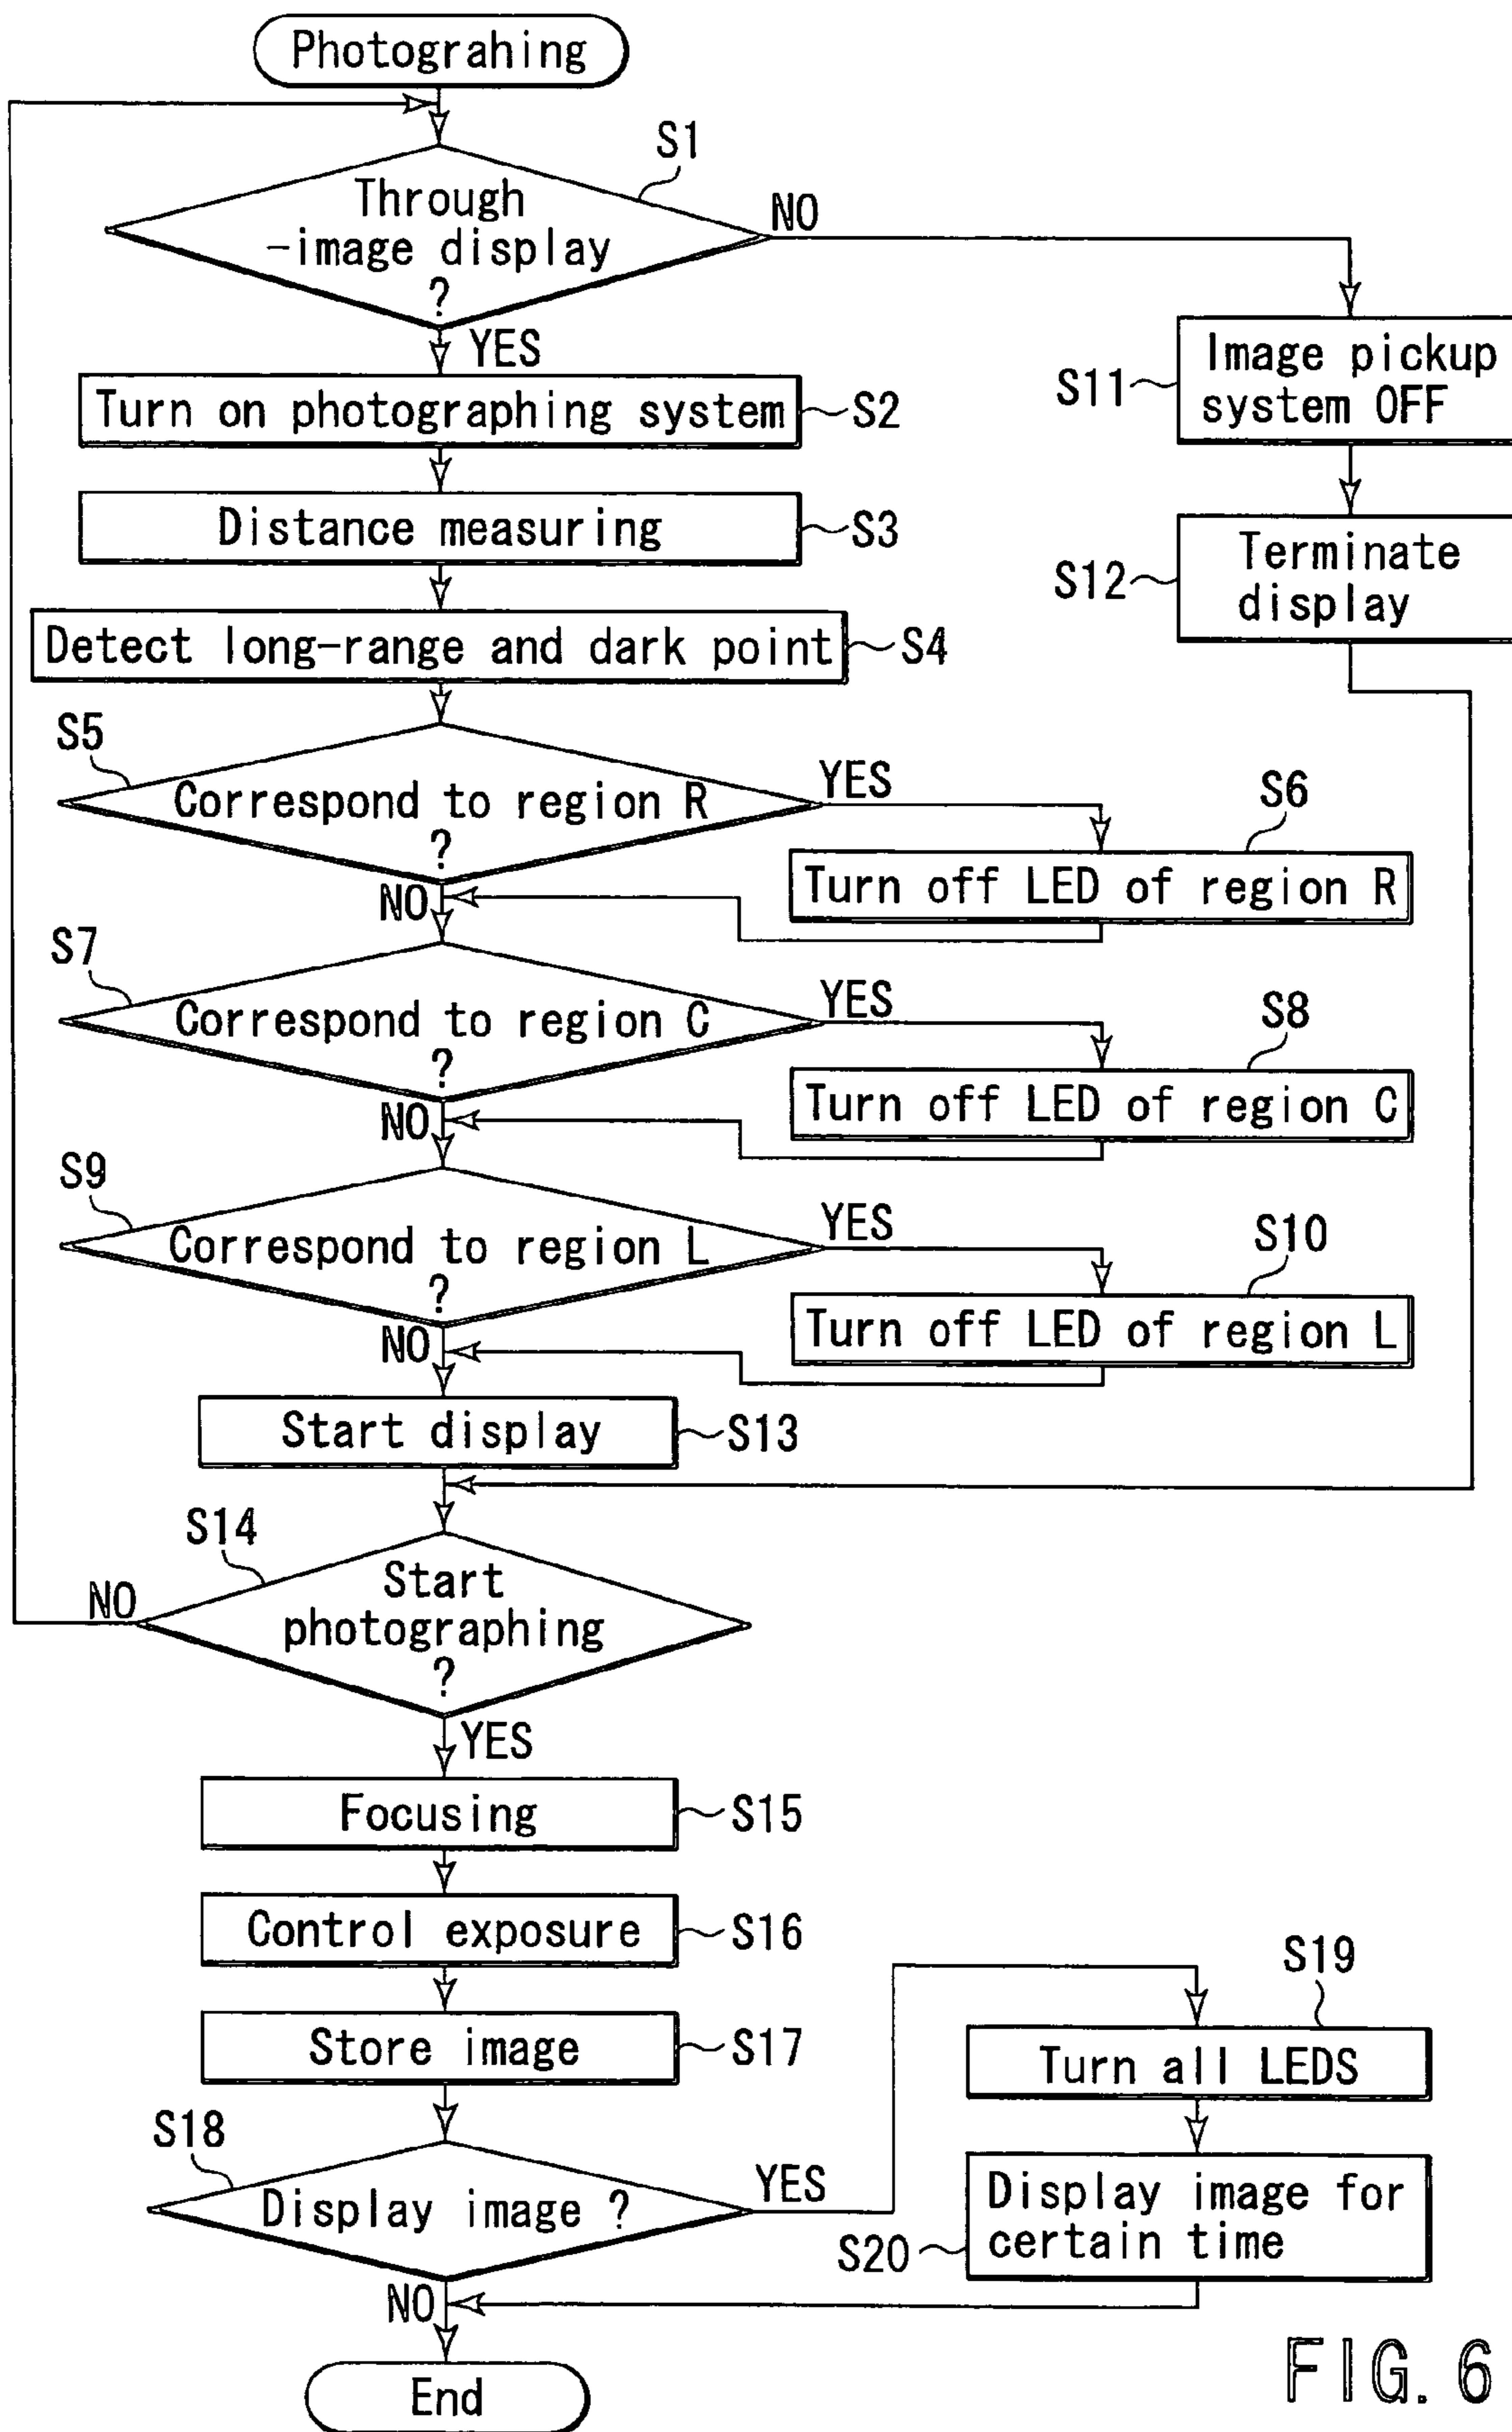 Photograhing
S1
Through
-image display
?
NO
YES
Turn on photographing system
S2
S11
Image pickup
system OFF
Distance measuring
S3
S12
Terminate
display
Detect long-range and dark point
S4
S5
Correspond to region R
?
YES
S6
Turn off LED of region R
NO
S7
Correspond to region C
?
YES
S8
Turn off LED of region C
NO
S9
Correspond to region L
?
YES
S10
Turn off LED of region L
NO
Start display
S13
S14
Start
photographing
?
NO
YES
Focusing
S15
Control exposure
S16
Store image
S17
S18
Display image ?
YES
S19
Turn all LEDS
S20
Display image for
certain time
NO
End
FIG. 6